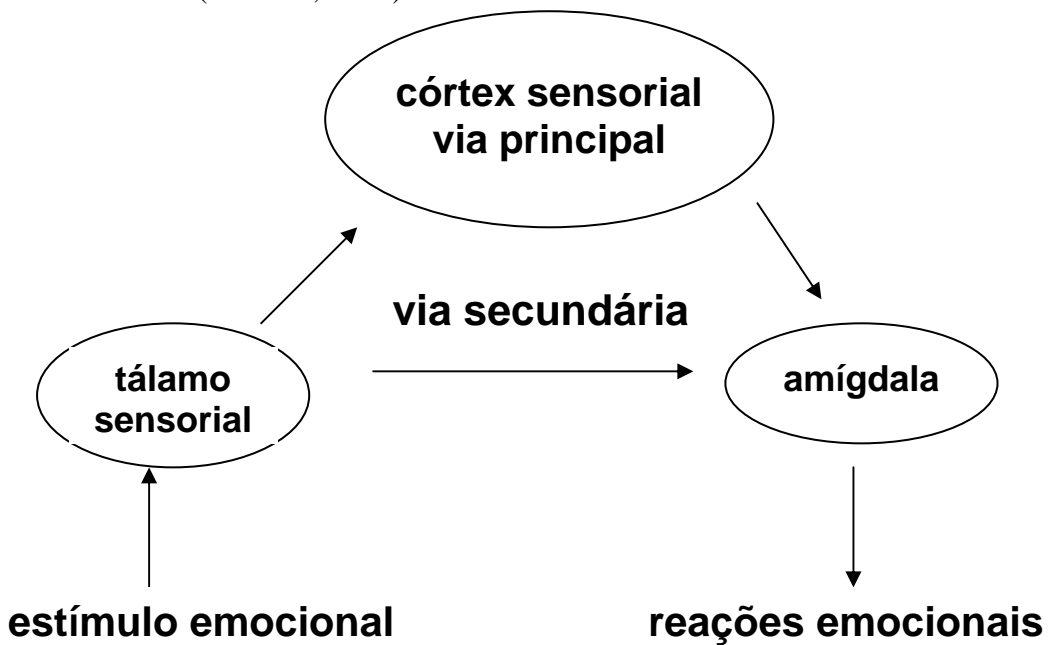 córtex sensorial
via principal
via secundária
tálamo
sensorial
amígdala
estímulo emocional
reações emocionais